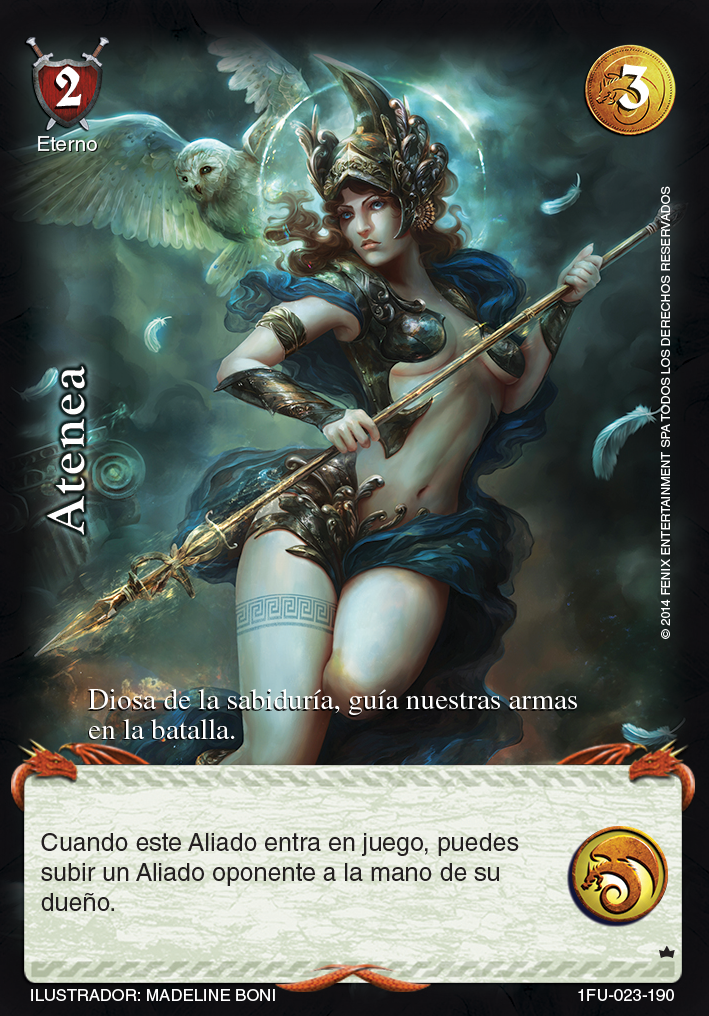 2
3
Eterno
Atenea
© 2014 FENIX ENTERTAINMENT SPA TODOS LOS DERECHOS RESERVADOS
Diosa de la sabiduría, guía nuestras armas
en la batalla.
Cuando este Aliado entra en juego, puedes
subir un Aliado oponente a la mano de su
dueño.
ILUSTRADOR: MADELINE BONI
1FU-023-190